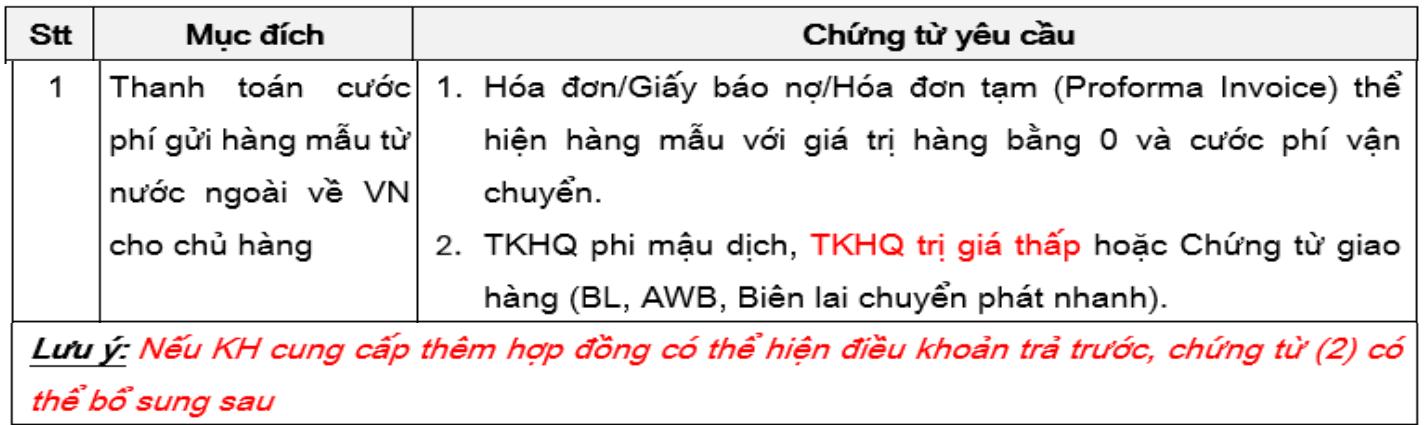 Stt Mục đích Chứng từ yêu cầu
1 Thanh toán cước phí gửi hàng mẫu từ nước ngoài về VN cho chủ hàng
1. Hóa đơn/Giấy báo nợ/Hóa đơn tạm (Proforma Invoice) thể
hiện hàng mẫu với giá trị hàng bằng 0 và cước phí vận
chuyển.
2. TKHQ phi mậu dịch, TKHQ trị giá thấp hoặc Chứng từ giao
hàng (BL, AWB, Biên lai chuyển phát nhanh).
Lưu ý: Nếu KH cung cấp thêm hợp đồng có thể hiện điều khoản trả trước, chứng từ (2) có
thể bổ sung sau